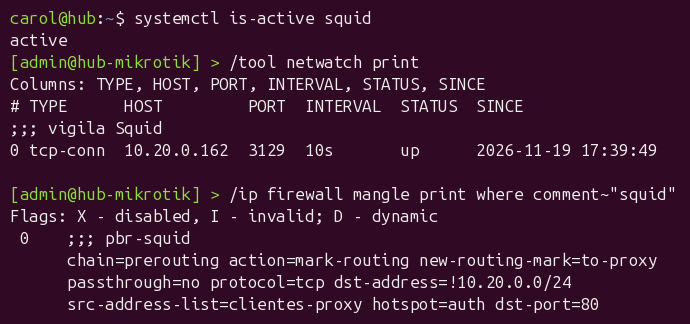 carol@hub:~$ systemctl is-active squid
active
[admin@hub-mikrotik] > /tool netwatch print
Columns: TYPE, HOST, PORT, INTERVAL, STATUS, SINCE
# TYPE      HOST         PORT  INTERVAL  STATUS  SINCE
;;; vigila Squid
0 tcp-conn  10.20.0.162  3129  10s       up      2026-11-19 17:39:49
[admin@hub-mikrotik] > /ip firewall mangle print where comment~"squid"
Flags: X - disabled, I - invalid; D - dynamic
 0    ;;; pbr-squid
      chain=prerouting action=mark-routing new-routing-mark=to-proxy
      passthrough=no protocol=tcp dst-address=!10.20.0.0/24
      src-address-list=clientes-proxy hotspot=auth dst-port=80